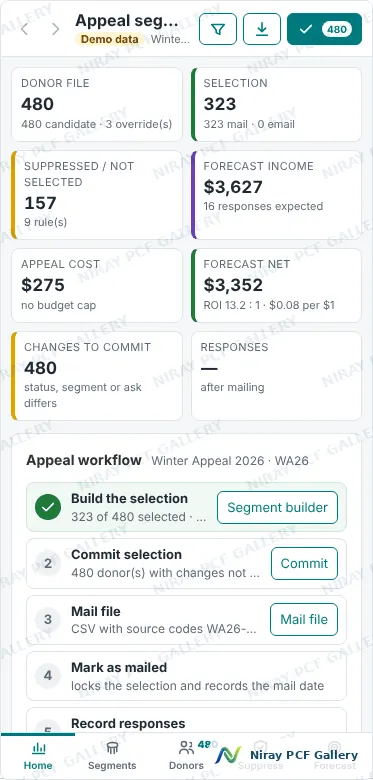 Appeal seg...
Demo data Winte...
480
DONOR FILE
480
480 candidate · 3 override(s)
SELECTION
323
323 mail · 0 email
SUPPRESSED / NOT
SELECTED
157
9 rule(s)
FORECAST INCOME
$3,627
16 responses expected
APPEAL COST
$275
no budget cap
FORECAST NET
$3,352
ROI 13.2 : 1 · $0.08 per $1
CHANGES TO COMMIT
480
status, segment or ask
differs
RESPONSES
—
after mailing
Appeal workflow Winter Appeal 2026 · WA26
Build the selection
323 of 480 selected · ...
Segment builder
2
Commit selection
480 donor(s) with changes not ...
Commit
3
Mail file
CSV with source codes WA26-...
Mail file
4
Mark as mailed
locks the selection and records the mail date
5
Record responses
Home
Segments
Donors
480
Suppress
Forecast
Niray PCF Gallery
NIRAY PCF GALLERY